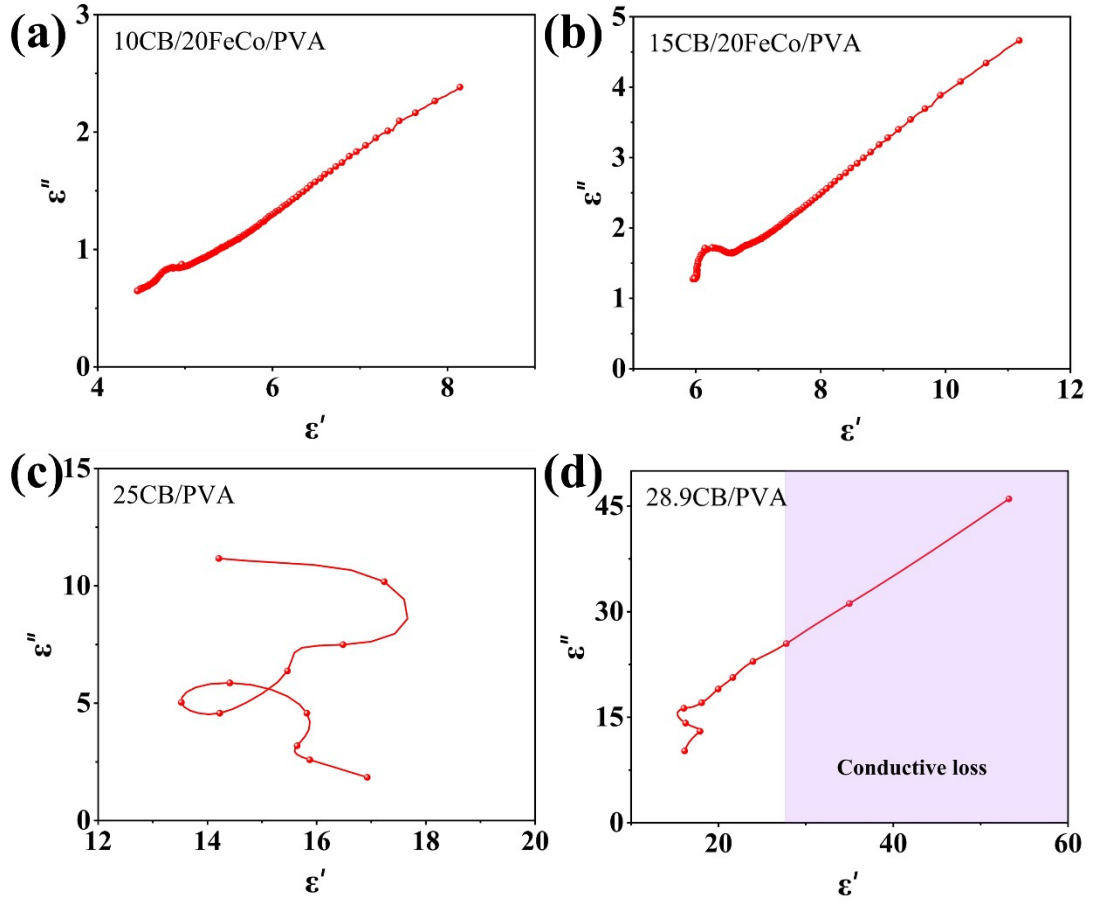 (a)
10CB/20FeCo/PVA
3
2
1
0
ε″
4
6
8
ε′
(b)
15CB/20FeCo/PVA
5
4
3
2
1
0
ε″
6
8
10
12
ε′
(c)
25CB/PVA
15
10
5
0
ε″
12
14
16
18
20
ε′
(d)
28.9CB/PVA
45
30
15
0
ε″
Conductive loss
20
40
60
ε′